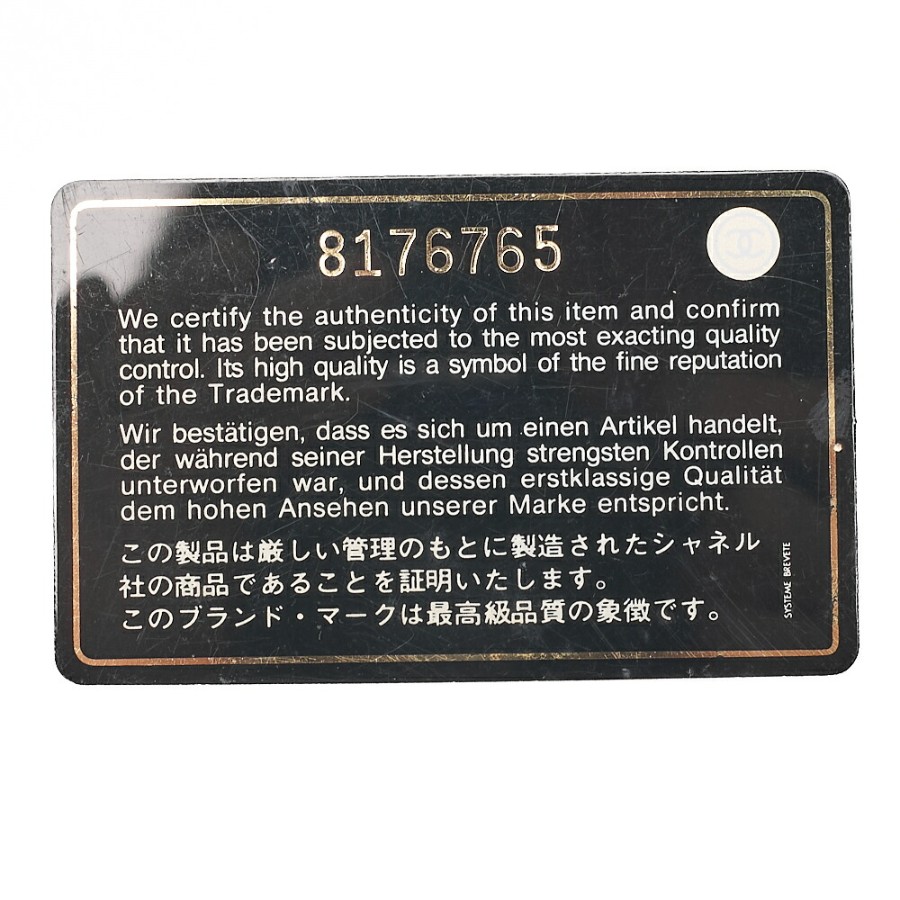 8176765
We certify the authenticity of this item and confirm
that it has been subjected to the most exacting quality
control. Its high quality is a symbol of the fine reputation
of the Trademark.
Wir bestätigen, dass es sich um einen Artikel handelt,
der während seiner Herstellung strengsten Kontrollen
unterworfen war, und dessen erstklassige Qualität
dem hohen Ansehen unserer Marke entspricht.
この製品は厳しい管理のもとに製造されたシャネル
社の商品であることを証明いたします。
このブランド・マークは最高級品質の象徴です。
SYSTEME BREVETE